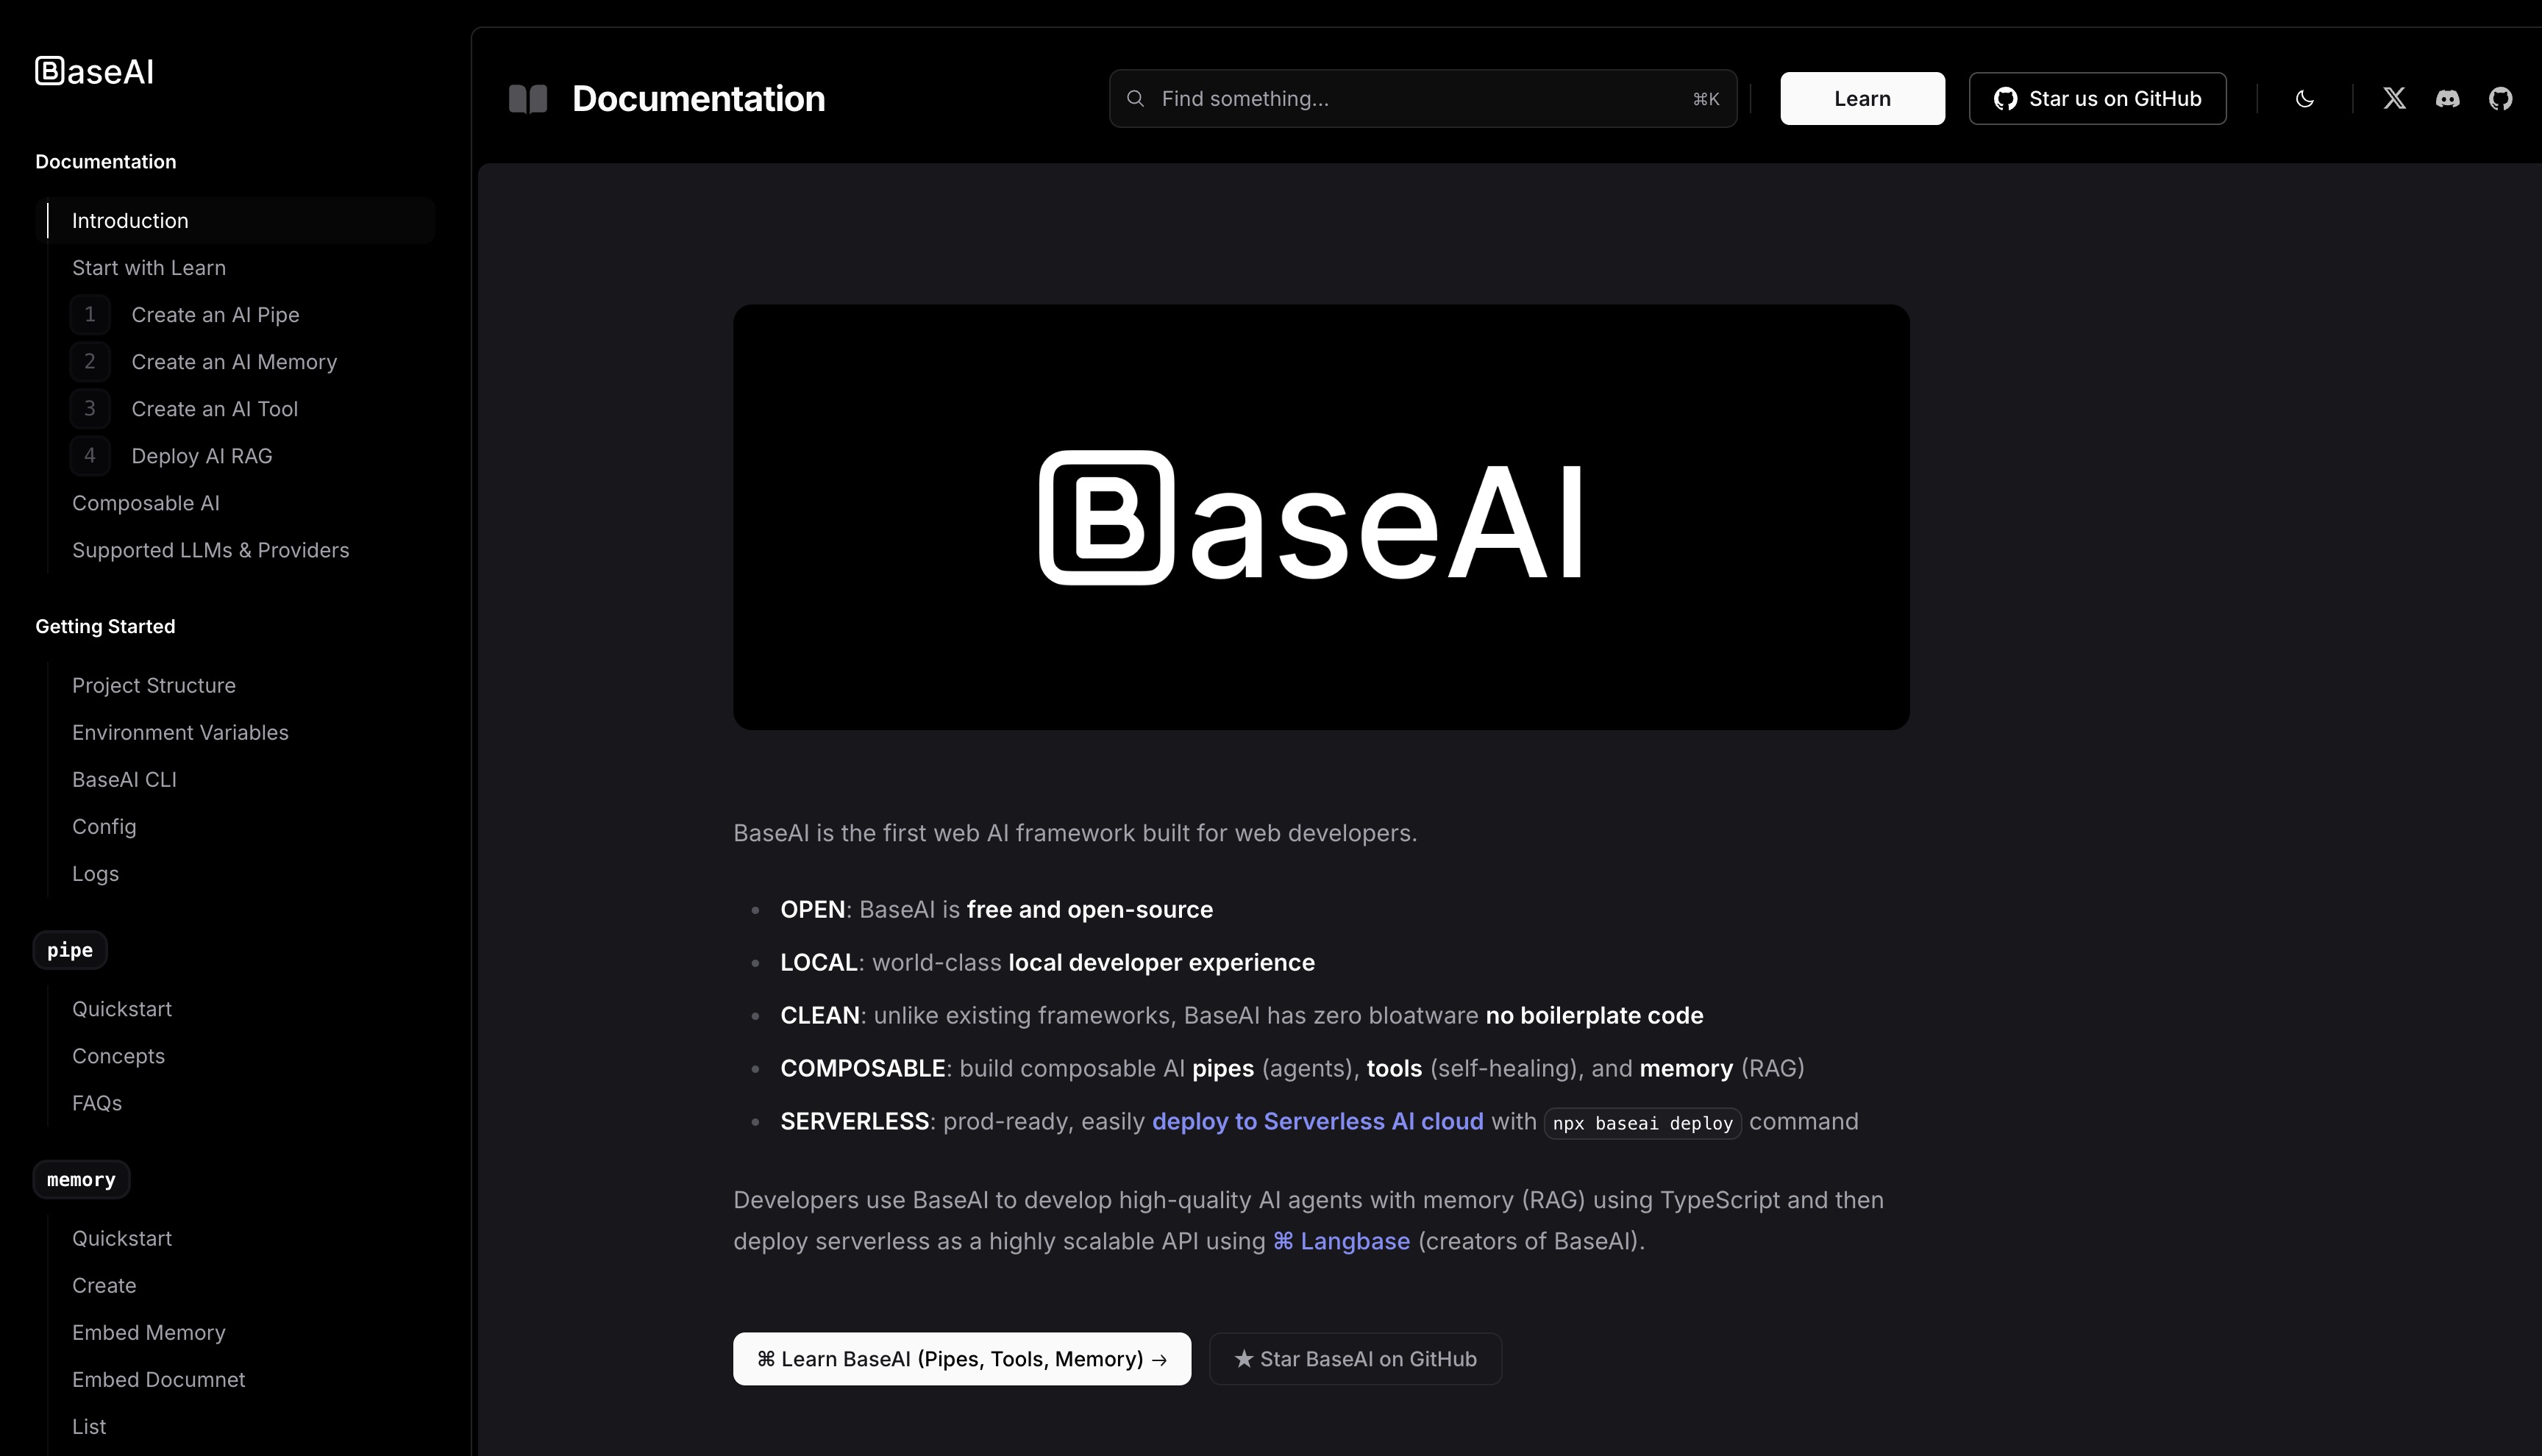 BaseAI
Documentation
Introduction
Start with Learn
1 Create an AI Pipe
2 Create an AI Memory
3 Create an AI Tool
4 Deploy AI RAG
Composable AI
Supported LLMs & Providers
Getting Started
Project Structure
Environment Variables
BaseAI CLI
Config
Logs
pipe
Quickstart
Concepts
FAQs
memory
Quickstart
Create
Embed Memory
Embed Documnet
List
Documentation
Find something... ⌘K
Learn
Star us on GitHub
BaseAI
BaseAI is the first web AI framework built for web developers.
OPEN: BaseAI is free and open-source
LOCAL: world-class local developer experience
CLEAN: unlike existing frameworks, BaseAI has zero bloatware no boilerplate code
COMPOSABLE: build composable AI pipes (agents), tools (self-healing), and memory (RAG)
SERVERLESS: prod-ready, easily deploy to Serverless AI cloud with npx baseai deploy command
Developers use BaseAI to develop high-quality AI agents with memory (RAG) using TypeScript and then
deploy serverless as a highly scalable API using ⌘ Langbase (creators of BaseAI).
⌘ Learn BaseAI (Pipes, Tools, Memory) →
★ Star BaseAI on GitHub